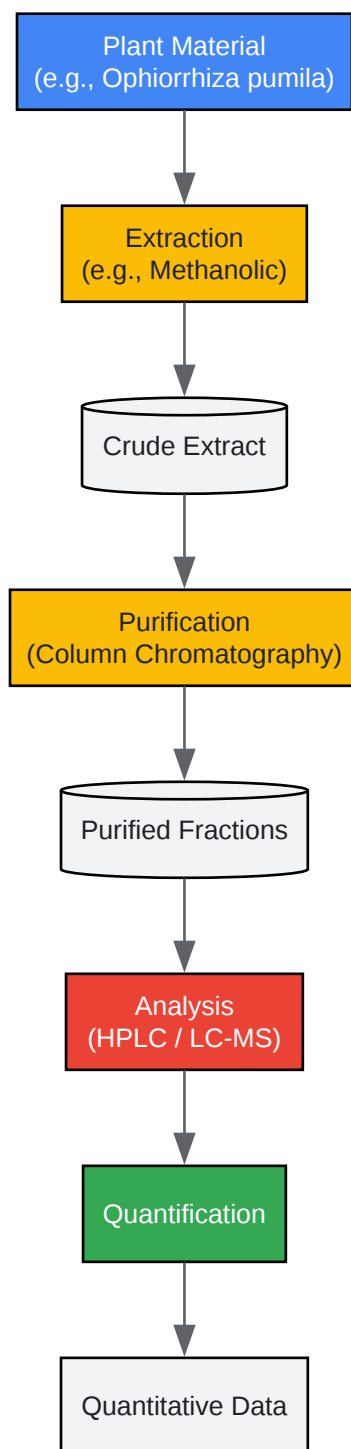 Plant Material
(e.g., Ophiorrhiza pumila)
Extraction
(e.g., Methanolic)
Crude Extract
Purification
(Column Chromatography)
Purified Fractions
Analysis
(HPLC / LC-MS)
Quantification
Quantitative Data